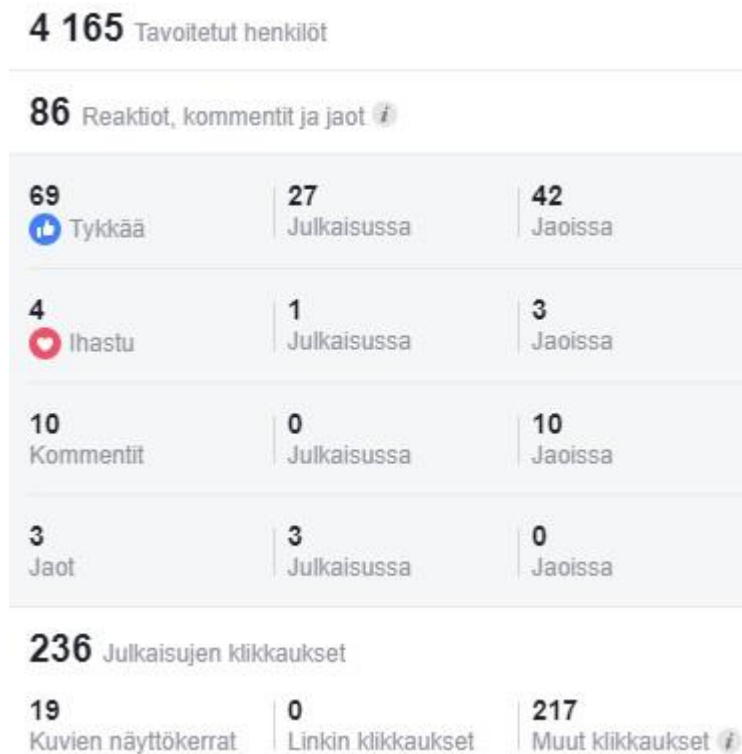 4 165 Tavoitetut henkilöt
86 Reaktiot, kommentit ja jaot i
69 27 42
Tykkää Julkaisussa Jaoissa
4 1 3
Ihastu Julkaisussa Jaoissa
10 0 10
Kommentit Julkaisussa Jaoissa
3 3 0
Jaot Julkaisussa Jaoissa
236 Julkaisujen klikkaukset
19 0 217
Kuvien näyttökerrat Linkin klikkaukset Muut klikkaukset i